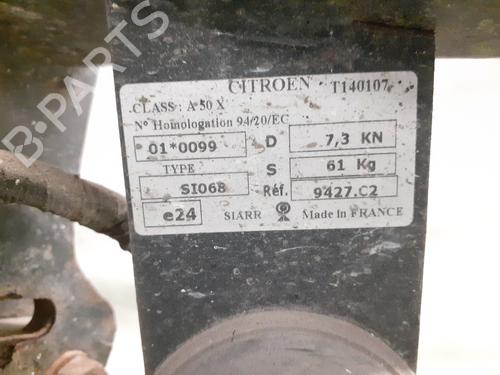 B-PARTS
CITROEN T140107
CLASS : A 50 X
N° Homologation 94/20/EC
01*0099 D 7,3 KN
TYPE S 61 Kg
SI068 Réf. 9427.C2
e24 SIARR Made in FRANCE